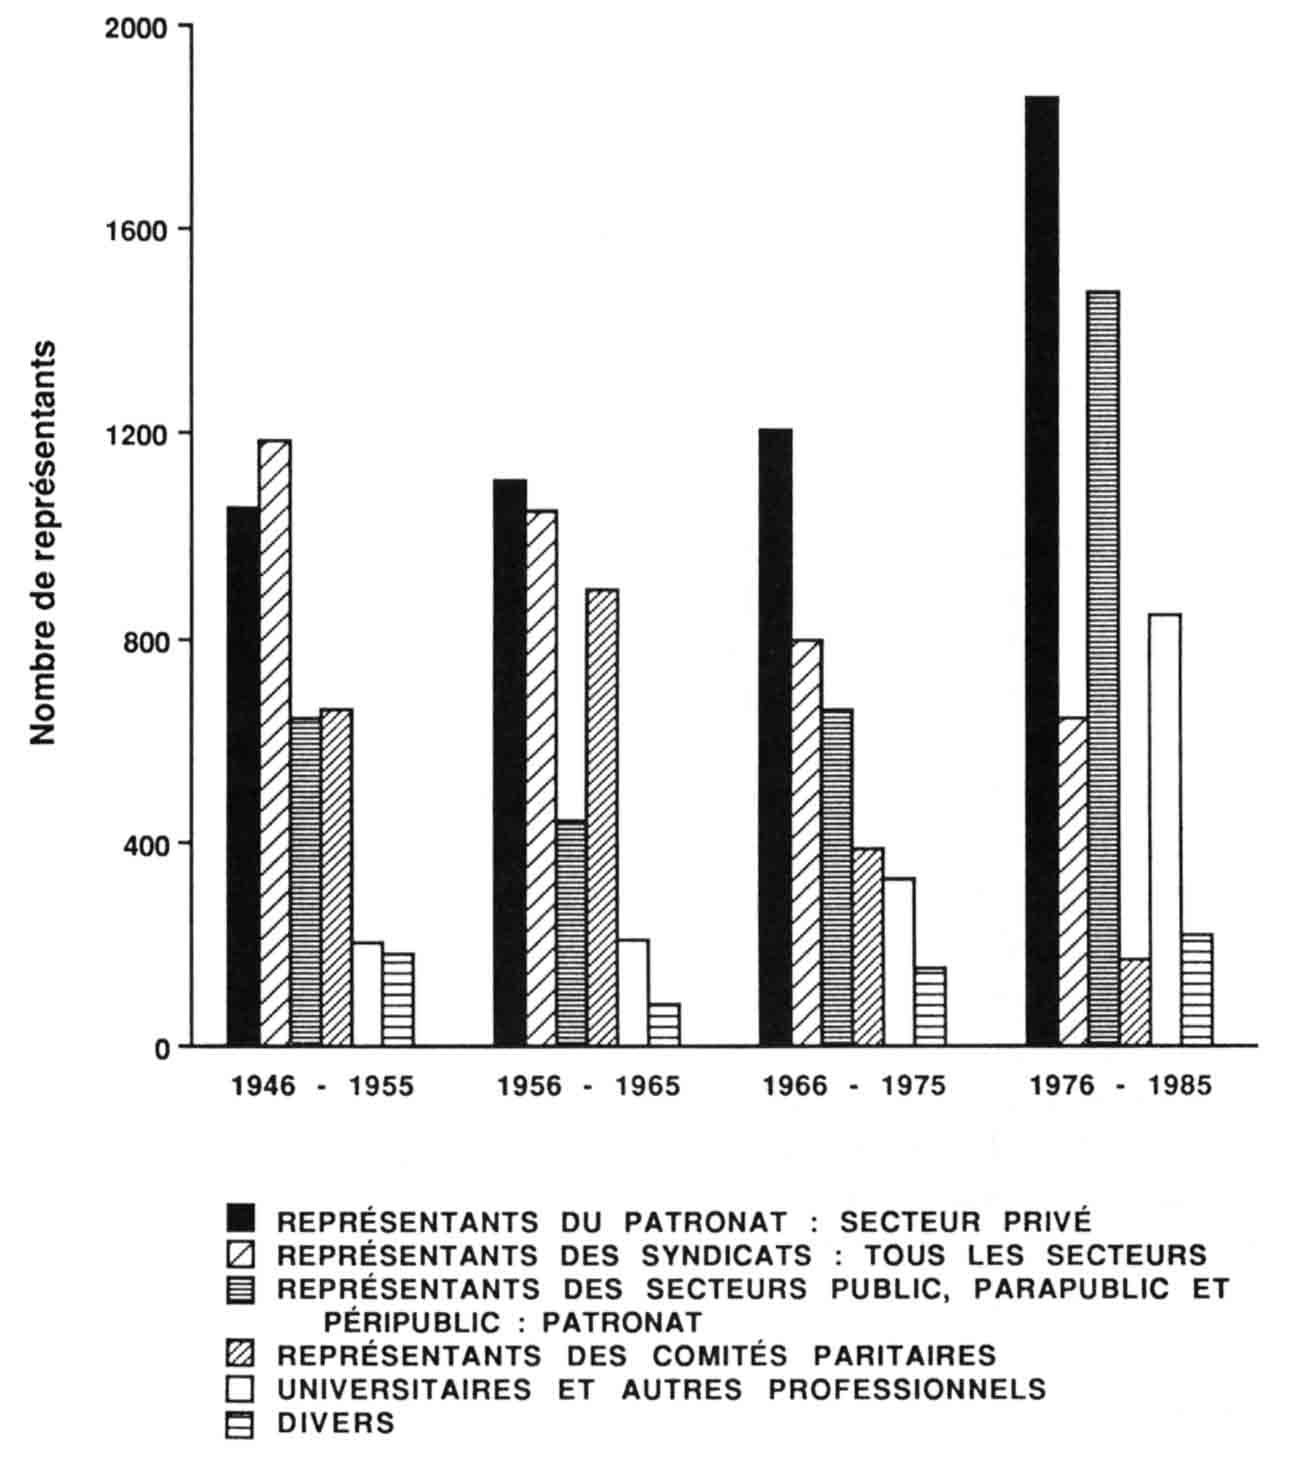 2000
1600
1200
800
400
0
Nombre de représentants
1946 - 1955
1956 - 1965
1966 - 1975
1976 - 1985
REPRÉSENTANTS DU PATRONAT : SECTEUR PRIVÉ
REPRÉSENTANTS DES SYNDICATS : TOUS LES SECTEURS
REPRÉSENTANTS DES SECTEURS PUBLIC, PARAPUBLIC ET
PÉRIPUBLIC : PATRONAT
REPRÉSENTANTS DES COMITÉS PARITAIRES
UNIVERSITAIRES ET AUTRES PROFESSIONNELS
DIVERS